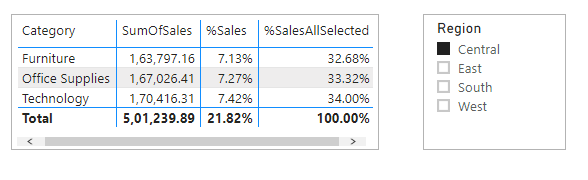 Category SumOfSales %Sales %SalesAllSelected
Furniture 1,63,797.16 7.13% 32.68%
Office Supplies 1,67,026.41 7.27% 33.32%
Technology 1,70,416.31 7.42% 34.00%
Total 5,01,239.89 21.82% 100.00%
Region
Central
East
South
West